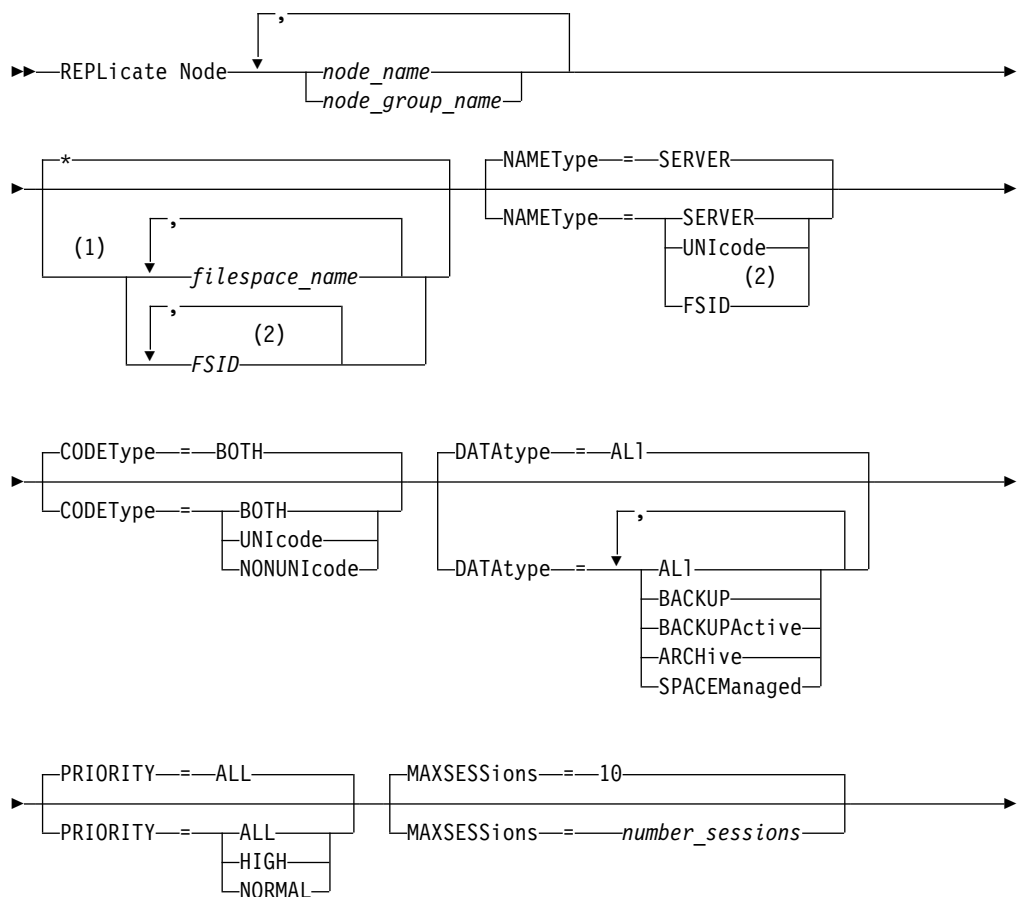 ,
REPLicate Node node_name
node_group_name
* NAMEType = SERVER
NAMEType = SERVER
(1) , UNIcode
filespace_name (2)
, FSID
(2)
FSID
CODEType = BOTH DATAtype = ALl
CODEType = BOTH ,
UNIcode
NONUNIcode DATAtype = ALl
BACKUP
BACKUPActive
ARCHive
SPACEManaged
PRIORITY = ALL MAXSESSions = 10
PRIORITY = ALL MAXSESSions = number_sessions
HIGH
NORMAL